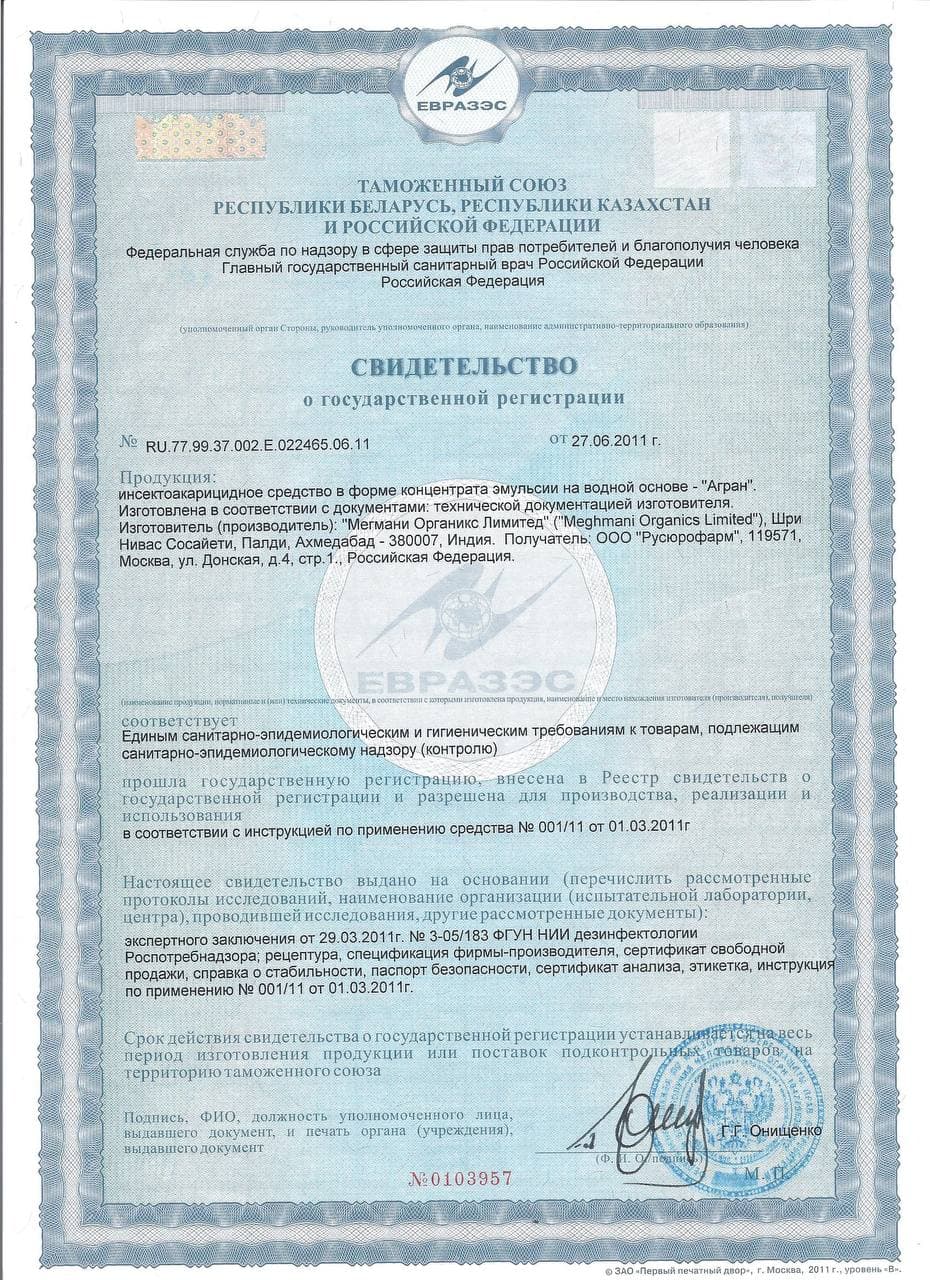 ЕВРАЗЭС
ТАМОЖЕННЫЙ СОЮЗ
РЕСПУБЛИКИ БЕЛАРУСЬ, РЕСПУБЛИКИ КАЗАХСТАН
И РОССИЙСКОЙ ФЕДЕРАЦИИ
Федеральная служба по надзору в сфере защиты прав потребителей и благополучия человека
Главный государственный санитарный врач Российской Федерации
Российская Федерация
(уполномоченный орган Стороны, руководитель уполномоченного органа, наименование административно-территориального образования)
СВИДЕТЕЛЬСТВО
о государственной регистрации
№ RU.77.99.37.002.Е.022465.06.11 от 27.06.2011 г.
Продукция:
инсектоакарицидное средство в форме концентрата эмульсии на водной основе - "Агран".
Изготовлена в соответствии с документами: технической документацией изготовителя.
Изготовитель (производитель): "Мегмани Органикс Лимитед" ("Meghmani Organics Limited"), Шри
Нивас Сосайети, Палди, Ахмедабад - 380007, Индия. Получатель: ООО "Русюрофарм", 119571,
Москва, ул. Донская, д.4, стр.1., Российская Федерация.
ЕВРАЗЭС
(наименование продукции, нормативные и (или) технические документы, в соответствии с которыми изготовлена продукция, наименование и место нахождения изготовителя (производителя), получателя)
соответствует
Единым санитарно-эпидемиологическим и гигиеническим требованиям к товарам, подлежащим
санитарно-эпидемиологическому надзору (контролю)
прошла государственную регистрацию, внесена в Реестр свидетельств о
государственной регистрации и разрешена для производства, реализации и
использования
в соответствии с инструкцией по применению средства № 001/11 от 01.03.2011г
Настоящее свидетельство выдано на основании (перечислить рассмотренные
протоколы исследований, наименование организации (испытательной лаборатории,
центра), проводившей исследования, другие рассмотренные документы):
экспертного заключения от 29.03.2011г. № 3-05/183 ФГУН НИИ дезинфектологии
Роспотребнадзора; рецептура, спецификация фирмы-производителя, сертификат свободной
продажи, справка о стабильности, паспорт безопасности, сертификат анализа, этикетка, инструкция
по применению № 001/11 от 01.03.2011г.
Срок действия свидетельства о государственной регистрации устанавливается на весь
период изготовления продукции или поставок подконтрольных товаров на
территорию таможенного союза
Подпись, ФИО, должность уполномоченного лица,
выдавшего документ, и печать органа (учреждения),
выдавшего документ
Г.Г. Онищенко
(Ф. И. О./подпись)
М. П.
№0103957
© ЗАО «Первый печатный двор», г. Москва, 2011 г., уровень «В».